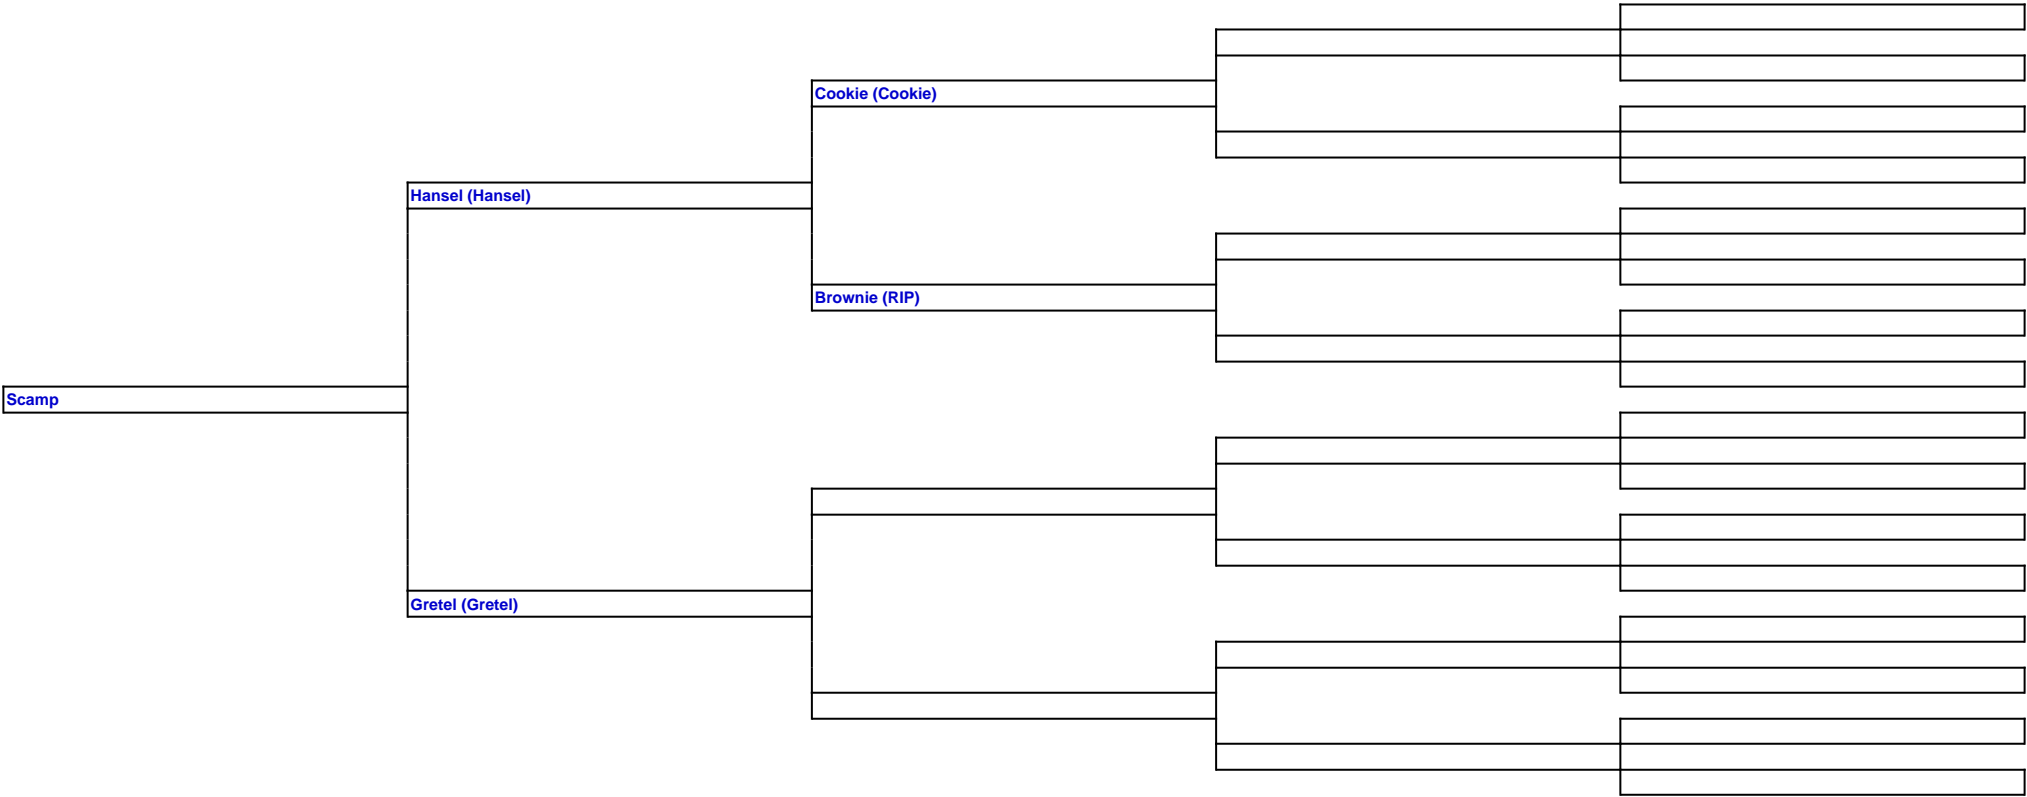 Cookie (Cookie)
Hansel (Hansel)
Brownie (RIP)
Scamp
Gretel (Gretel)